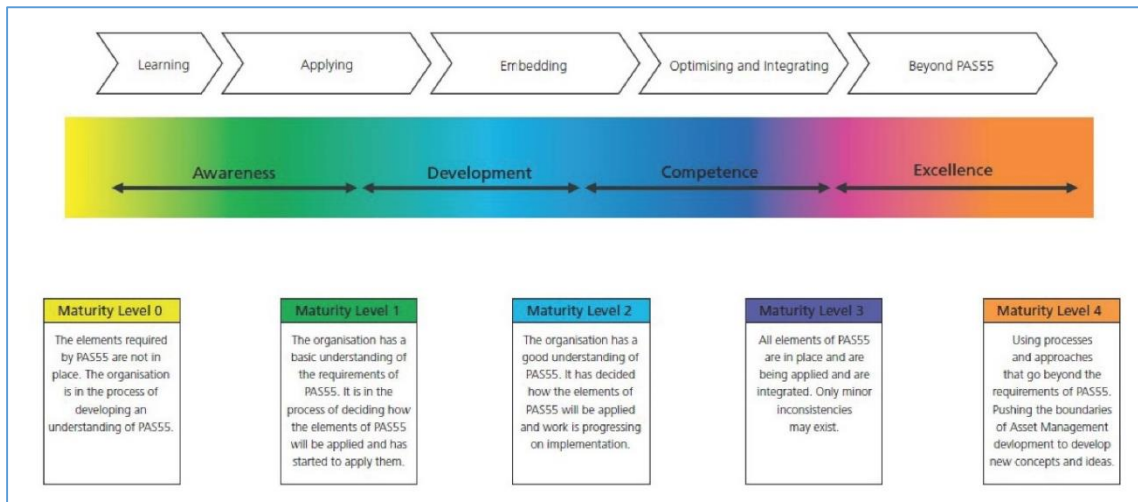 Learning
Applying
Embedding
Optimising and Integrating
Beyond PAS55
Awareness
Development
Competence
Excellence
Maturity Level 0
The elements required
by PAS55 are not in
place. The organisation
is in the process of
developing an
understanding of PAS55.
Maturity Level 1
The organisation has a
basic understanding of
the requirements of
PAS55. It is in the
process of deciding how
the elements of PAS55
will be applied and has
started to apply them.
Maturity Level 2
The organisation has a
good understanding of
PAS55. It has decided
how the elements of
PAS55 will be applied
and work is progressing
on implementation.
Maturity Level 3
All elements of PAS55
are in place and are
being applied and are
integrated. Only minor
inconsistencies
may exist.
Maturity Level 4
Using processes
and approaches
that go beyond the
requirements of PAS55.
Pushing the boundaries
of Asset Management
devlopment to develop
new concepts and ideas.